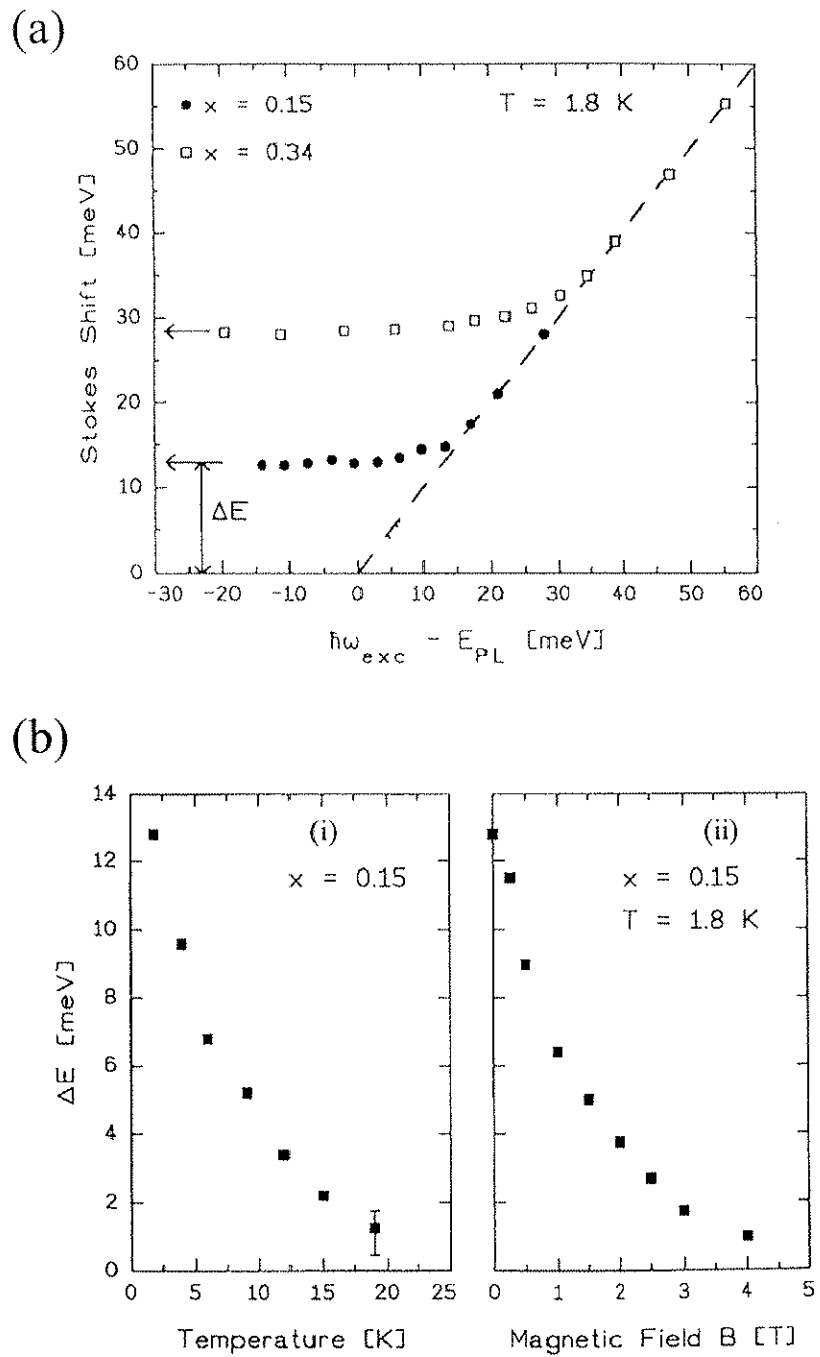 (a)
60
50
40
30
20
10
0
Stokes Shift [meV]
● x = 0.15
□ x = 0.34
T = 1.8 K
ΔE
-30 -20 -10 0 10 20 30 40 50 60
ħω_exc - E_PL [meV]
(b)
14
12
10
8
6
4
2
0
ΔE [meV]
(i)
x = 0.15
0 5 10 15 20 25
Temperature [K]
(ii)
x = 0.15
T = 1.8 K
0 1 2 3 4 5
Magnetic Field B [T]